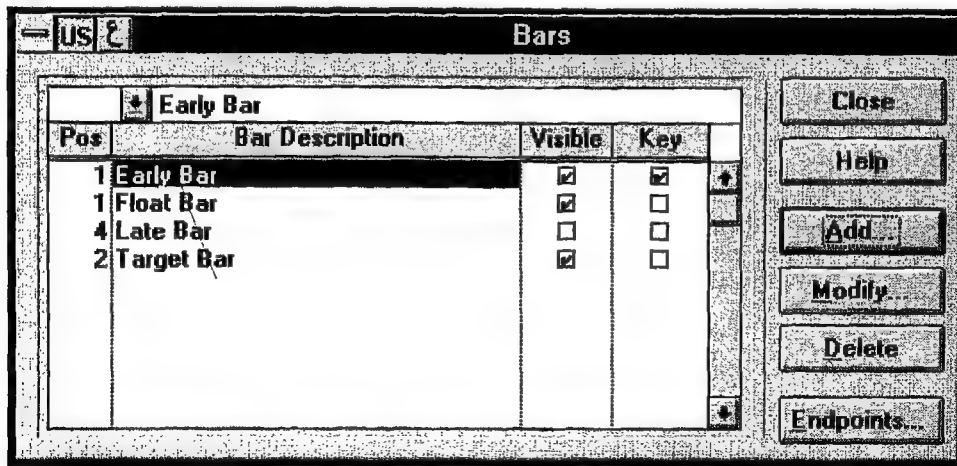 US ع Bars
Early Bar
Pos Bar Description Visible Key
1 Early Bar
1 Float Bar
4 Late Bar
2 Target Bar
Close
Help
Add...
Modify...
Delete
Endpoints...